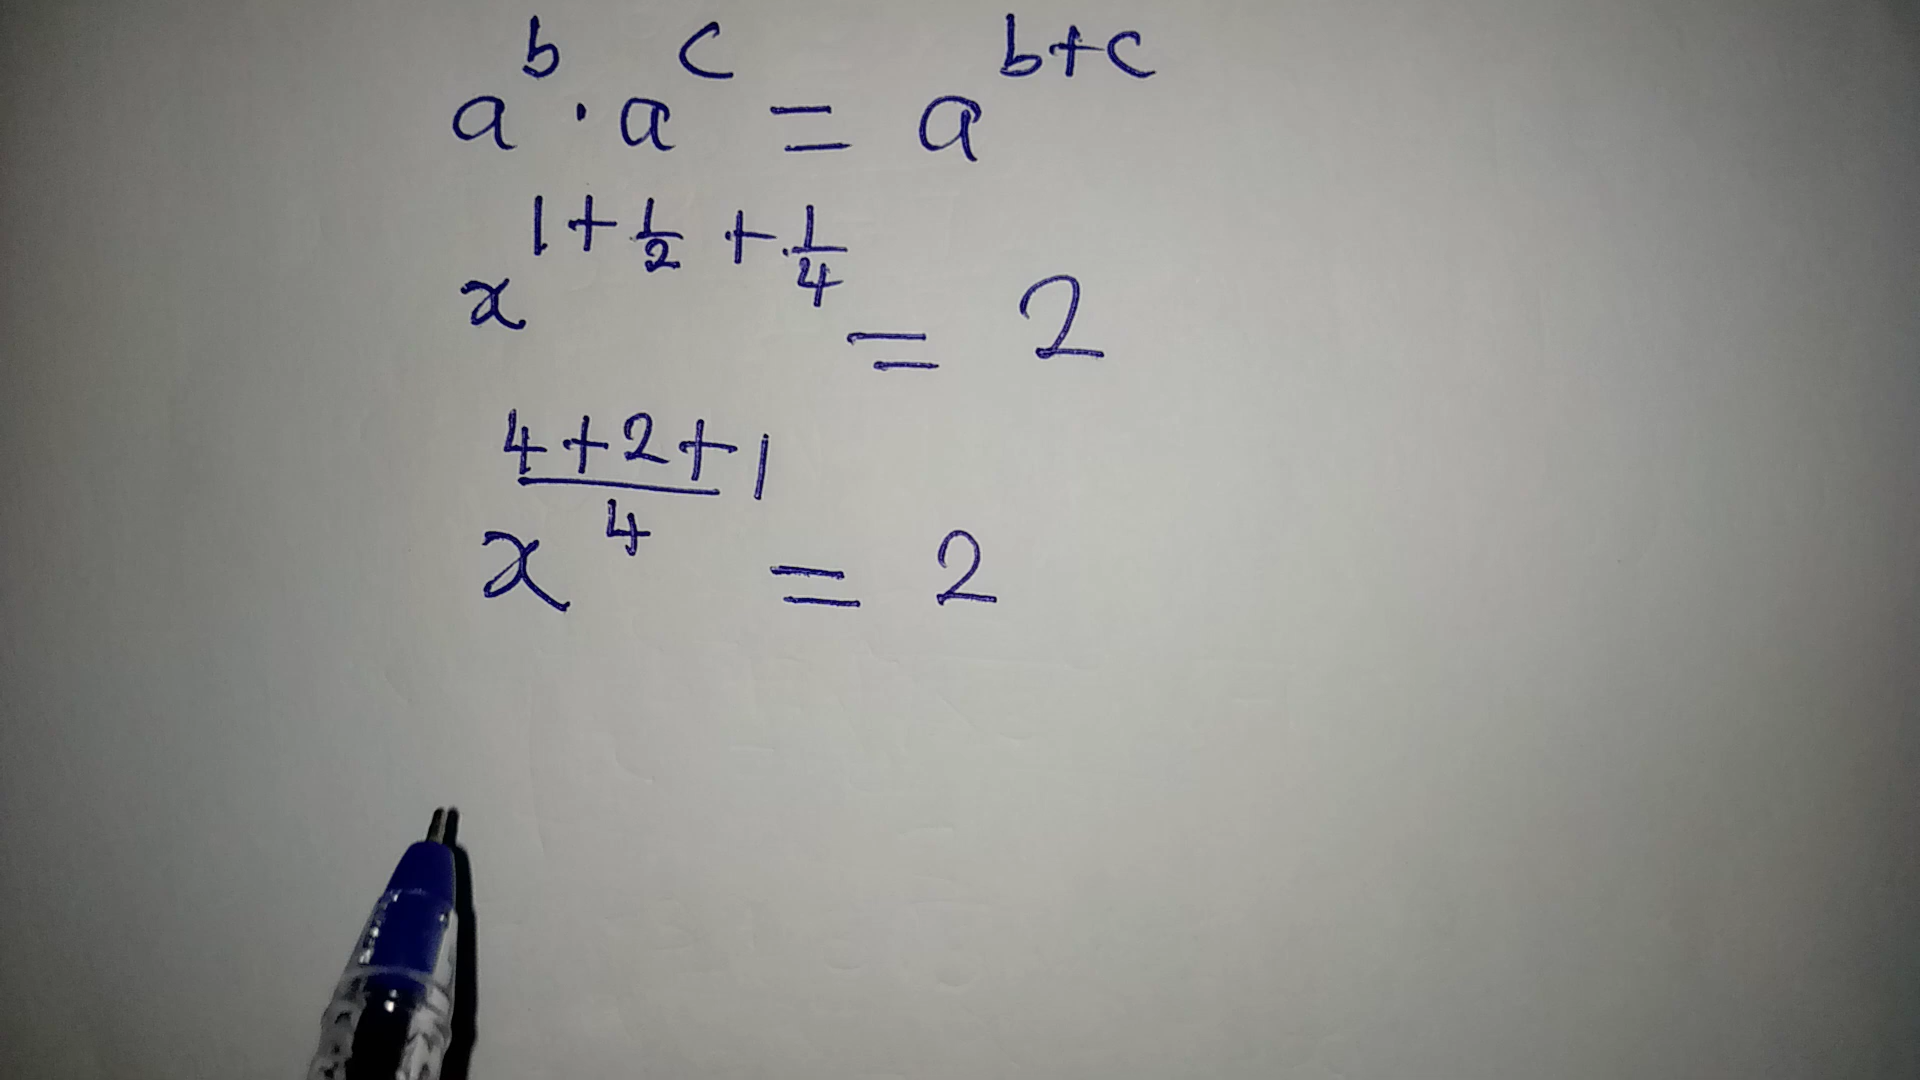 a^b · a^c = a^{b+c}
x^{1+1/2+1/4} = 2
x^{(4+2+1)/4} = 2